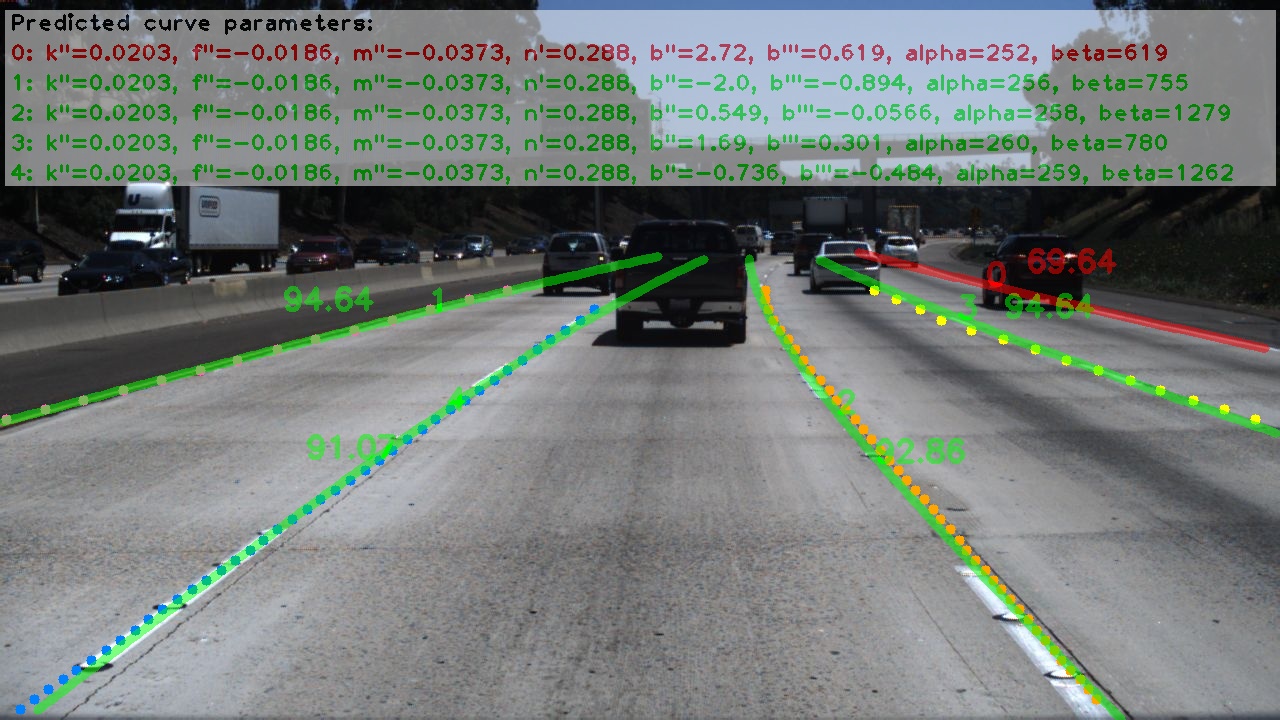 Predicted curve parameters:
0: k''=0.0203, f''=-0.0186, m''=-0.0373, n'=0.288, b''=2.72, b'''=0.619, alpha=252, beta=619
1: k''=0.0203, f''=-0.0186, m''=-0.0373, n'=0.288, b''=-2.0, b'''=-0.894, alpha=256, beta=755
2: k''=0.0203, f''=-0.0186, m''=-0.0373, n'=0.288, b''=0.549, b'''=-0.0566, alpha=258, beta=1279
3: k''=0.0203, f''=-0.0186, m''=-0.0373, n'=0.288, b''=1.69, b'''=0.301, alpha=260, beta=780
4: k''=0.0203, f''=-0.0186, m''=-0.0373, n'=0.288, b''=-0.736, b'''=-0.484, alpha=259, beta=1262
0 69.64
94.64 1
3 94.64
2
91.07
92.86